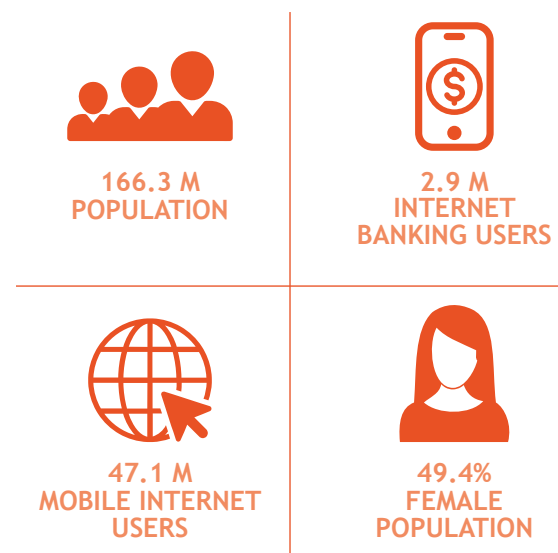 $
166.3 M
POPULATION
2.9 M
INTERNET
BANKING USERS
47.1 M
MOBILE INTERNET
USERS
49.4%
FEMALE
POPULATION